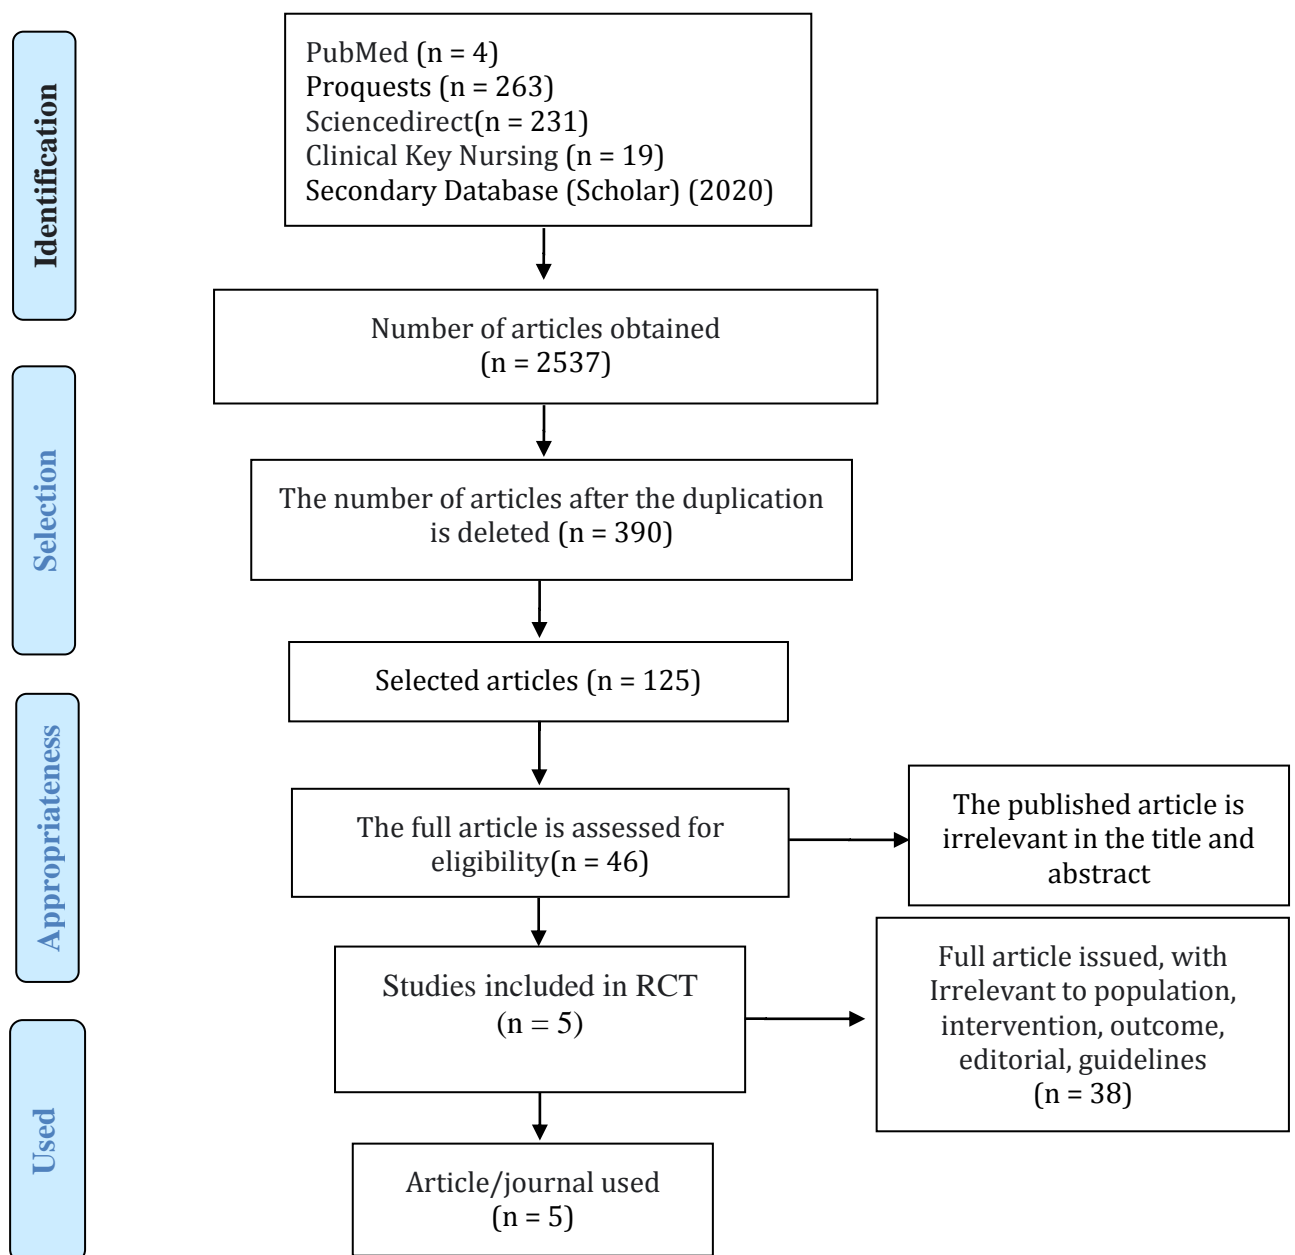 Identification
PubMed (n = 4)
Proquests (n = 263)
Sciencedirect(n = 231)
Clinical Key Nursing (n = 19)
Secondary Database (Scholar) (2020)
Number of articles obtained
(n = 2537)
Selection
The number of articles after the duplication
is deleted (n = 390)
Selected articles (n = 125)
Appropriateness
The full article is assessed for
eligibility(n = 46)
The published article is
irrelevant in the title and
abstract
Studies included in RCT
(n = 5)
Full article issued, with
Irrelevant to population,
intervention, outcome,
editorial, guidelines
(n = 38)
Used
Article/journal used
(n = 5)